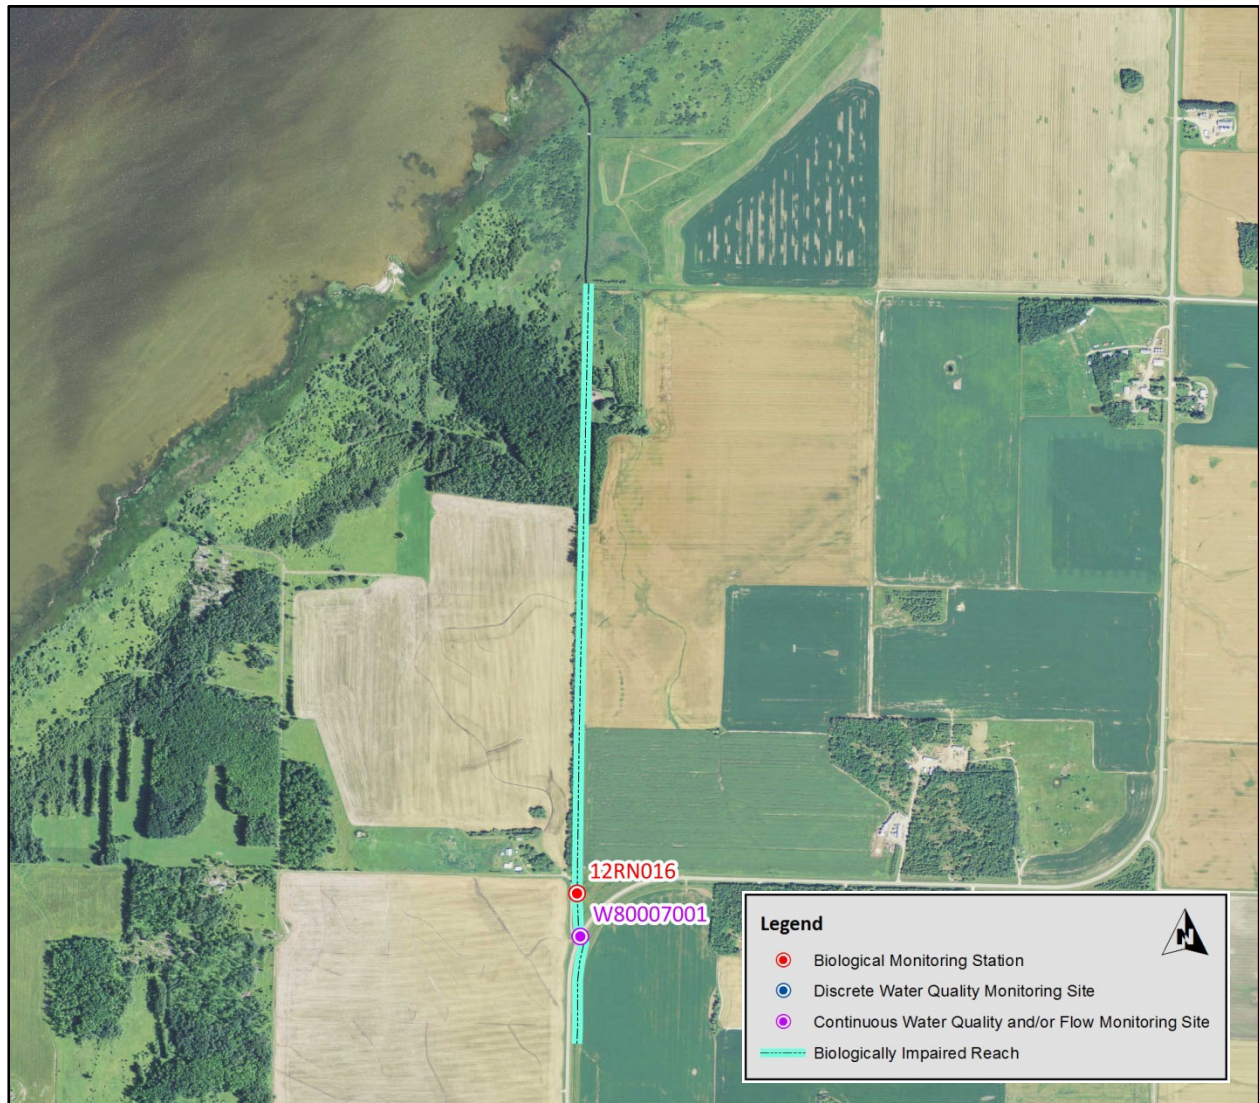 12RN016
W80007001
Legend
N
Biological Monitoring Station
Discrete Water Quality Monitoring Site
Continuous Water Quality and/or Flow Monitoring Site
Biologically Impaired Reach